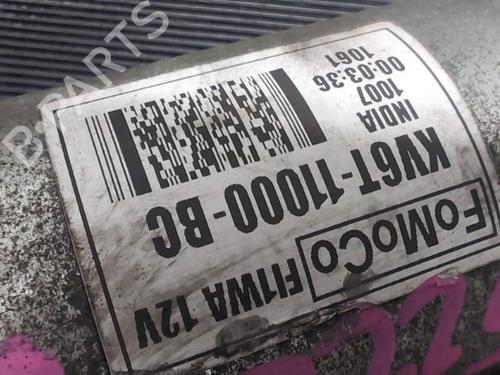 FoMoCo
FI1WA 12V
KV6T-11000-BC
INDIA
1007
00:03:36
1061
B-PARTS